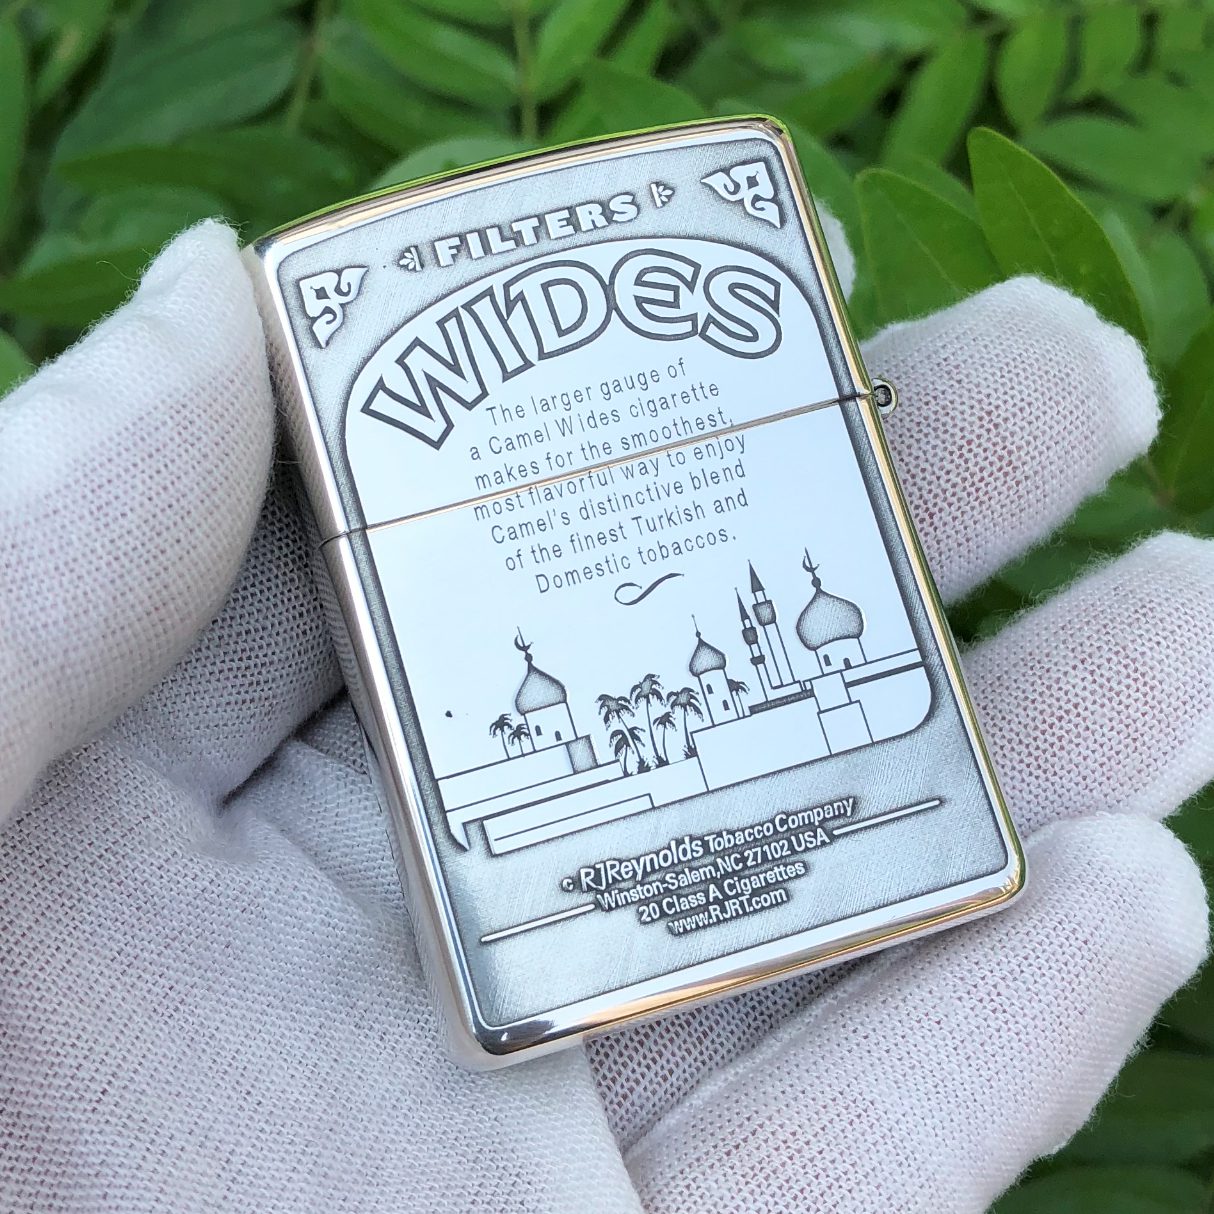 FILTERS
WIDES
The larger gauge of
a Camel Wides cigarette
makes for the smoothest,
most flavorful way to enjoy
Camel's distinctive blend
of the finest Turkish and
Domestic tobaccos.
© RJReynolds Tobacco Company
Winston-Salem, NC 27102 USA
20 Class A Cigarettes
www.RJRT.com